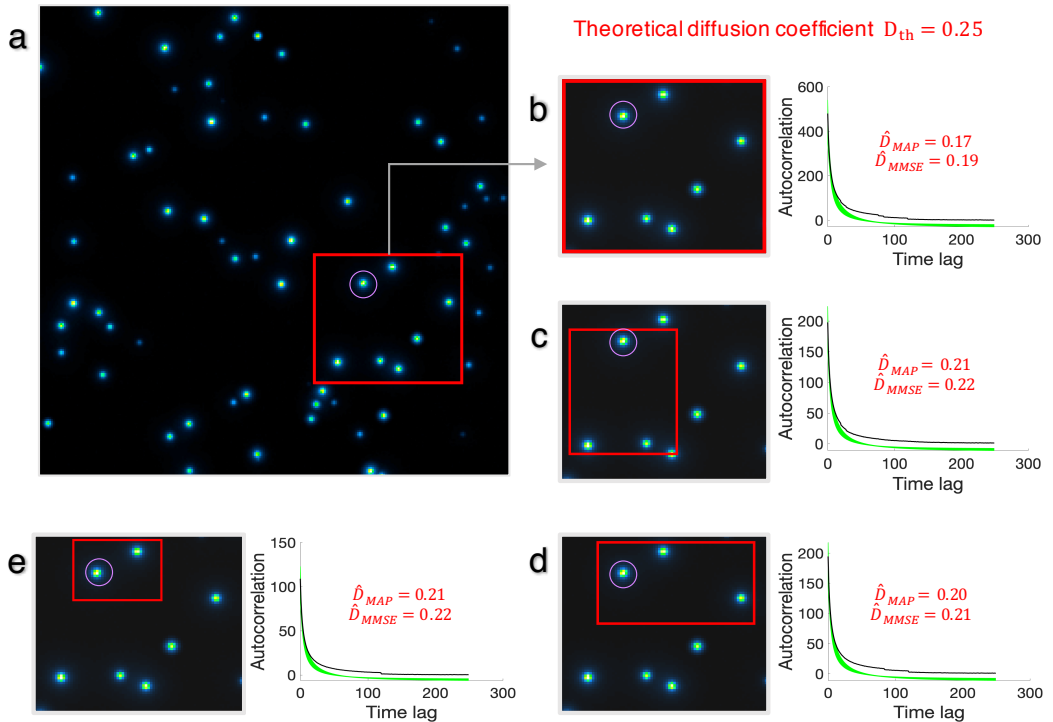 a
Theoretical diffusion coefficient D_th = 0.25
b
Autocorrelation
600
400
200
0
D̂_MAP = 0.17
D̂_MMSE = 0.19
0 100 200 300
Time lag
c
Autocorrelation
200
150
100
50
0
D̂_MAP = 0.21
D̂_MMSE = 0.22
0 100 200 300
Time lag
e
Autocorrelation
150
100
50
0
D̂_MAP = 0.21
D̂_MMSE = 0.22
0 100 200 300
Time lag
d
Autocorrelation
200
150
100
50
0
D̂_MAP = 0.20
D̂_MMSE = 0.21
0 100 200 300
Time lag